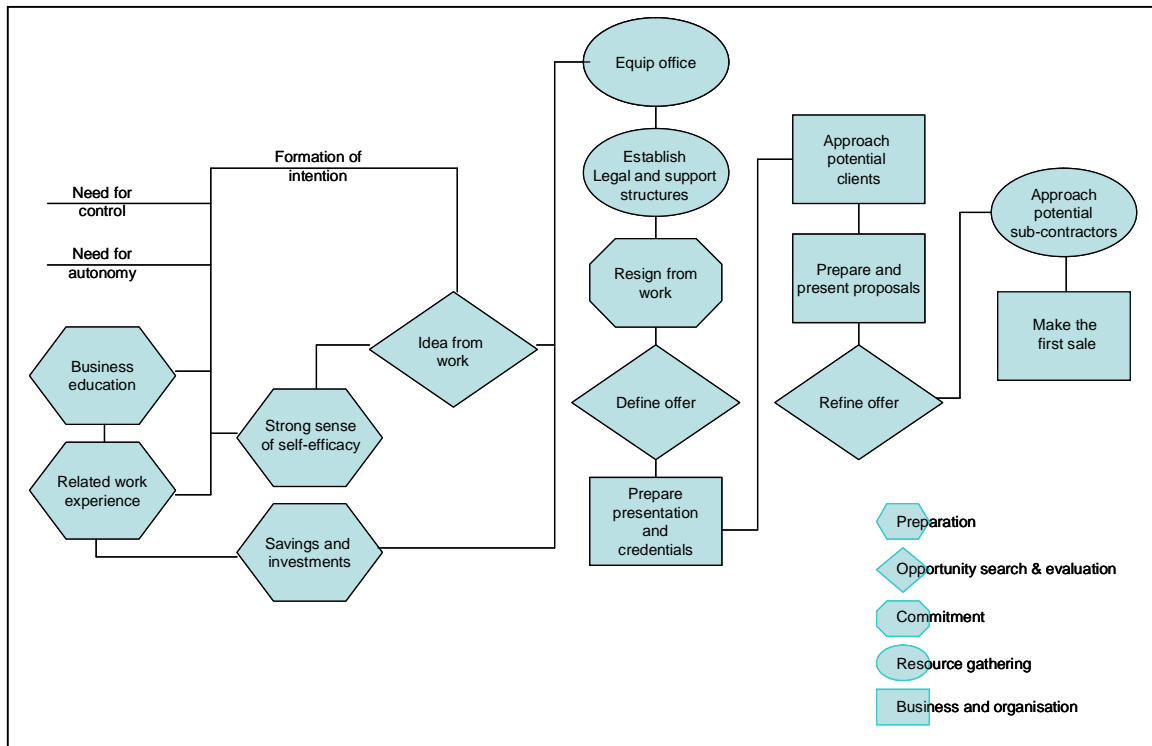 Equip office
Establish
Legal and support
structures
Resign from
work
Define offer
Prepare
presentation
and
credentials
Approach
potential
clients
Prepare and
present proposals
Refine offer
Approach
potential
sub-contractors
Make the
first sale
Formation of
intention
Need for
control
Need for
autonomy
Idea from
work
Business
education
Strong sense
of self-efficacy
Related work
experience
Savings and
investments
Preparation
Opportunity search & evaluation
Commitment
Resource gathering
Business and organisation